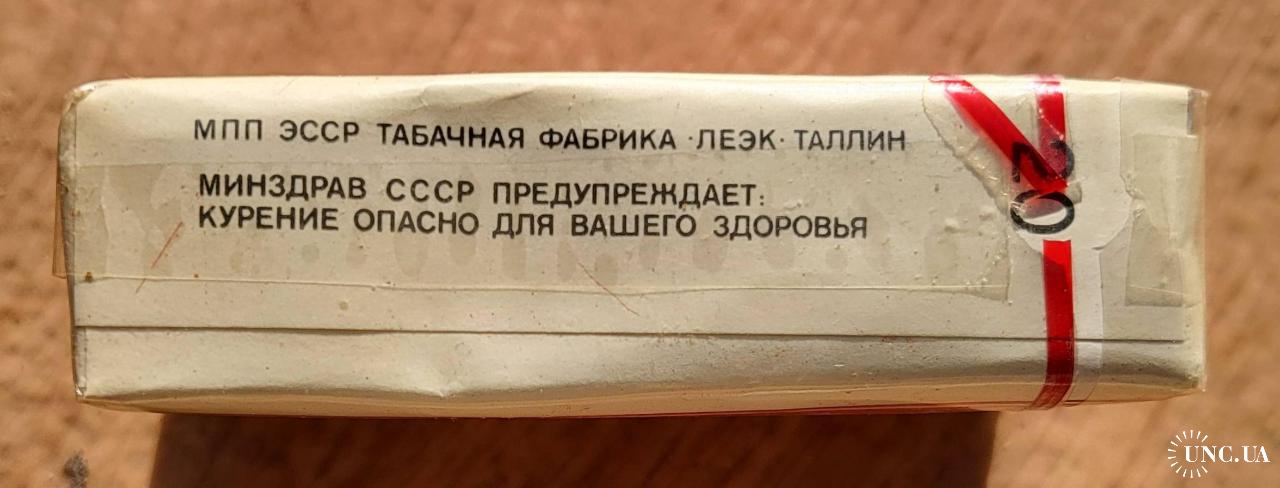 МПП ЭССР ТАБАЧНАЯ ФАБРИКА ·ЛЕЭК· ТАЛЛИН
МИНЗДРАВ СССР ПРЕДУПРЕЖДАЕТ:
КУРЕНИЕ ОПАСНО ДЛЯ ВАШЕГО ЗДОРОВЬЯ
20
UNC.UA